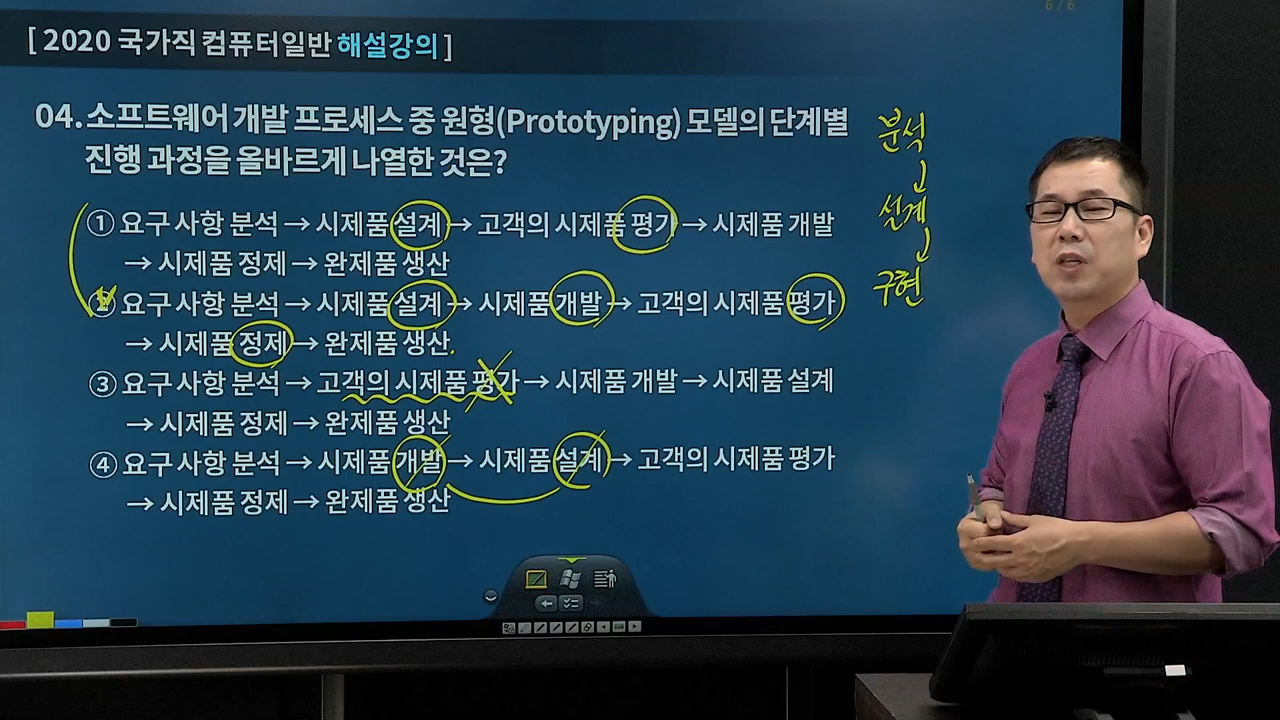 6 / 6
[ 2020 국가직 컴퓨터일반 해설강의 ]
04. 소프트웨어 개발 프로세스 중 원형(Prototyping) 모델의 단계별
진행 과정을 올바르게 나열한 것은?
① 요구 사항 분석 → 시제품 설계 → 고객의 시제품 평가 → 시제품 개발
→ 시제품 정제 → 완제품 생산
② 요구 사항 분석 → 시제품 설계 → 시제품 개발 → 고객의 시제품 평가
→ 시제품 정제 → 완제품 생산
③ 요구 사항 분석 → 고객의 시제품 평가 → 시제품 개발 → 시제품 설계
→ 시제품 정제 → 완제품 생산
④ 요구 사항 분석 → 시제품 개발 → 시제품 설계 → 고객의 시제품 평가
→ 시제품 정제 → 완제품 생산
분석
설계
구현